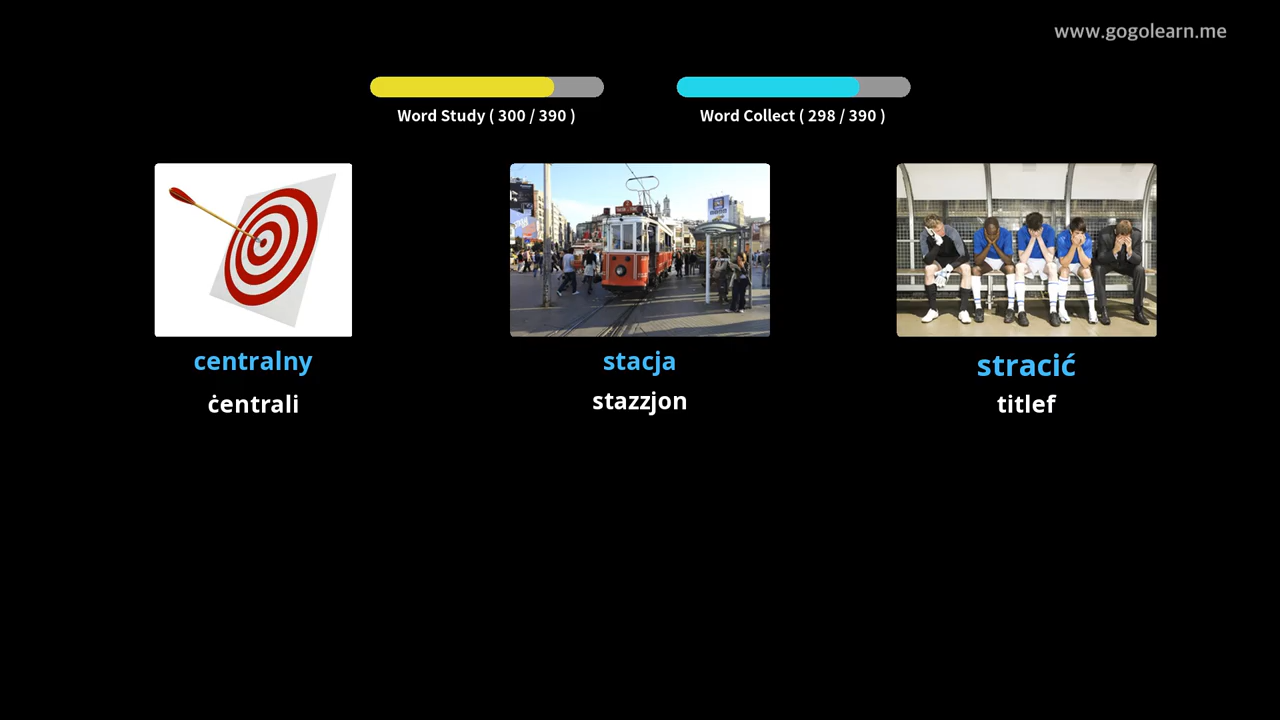 www.gogolearn.me
Word Study ( 300 / 390 )
Word Collect ( 298 / 390 )
centralny
stacja
stracić
ċentrali
stazzjon
titlef